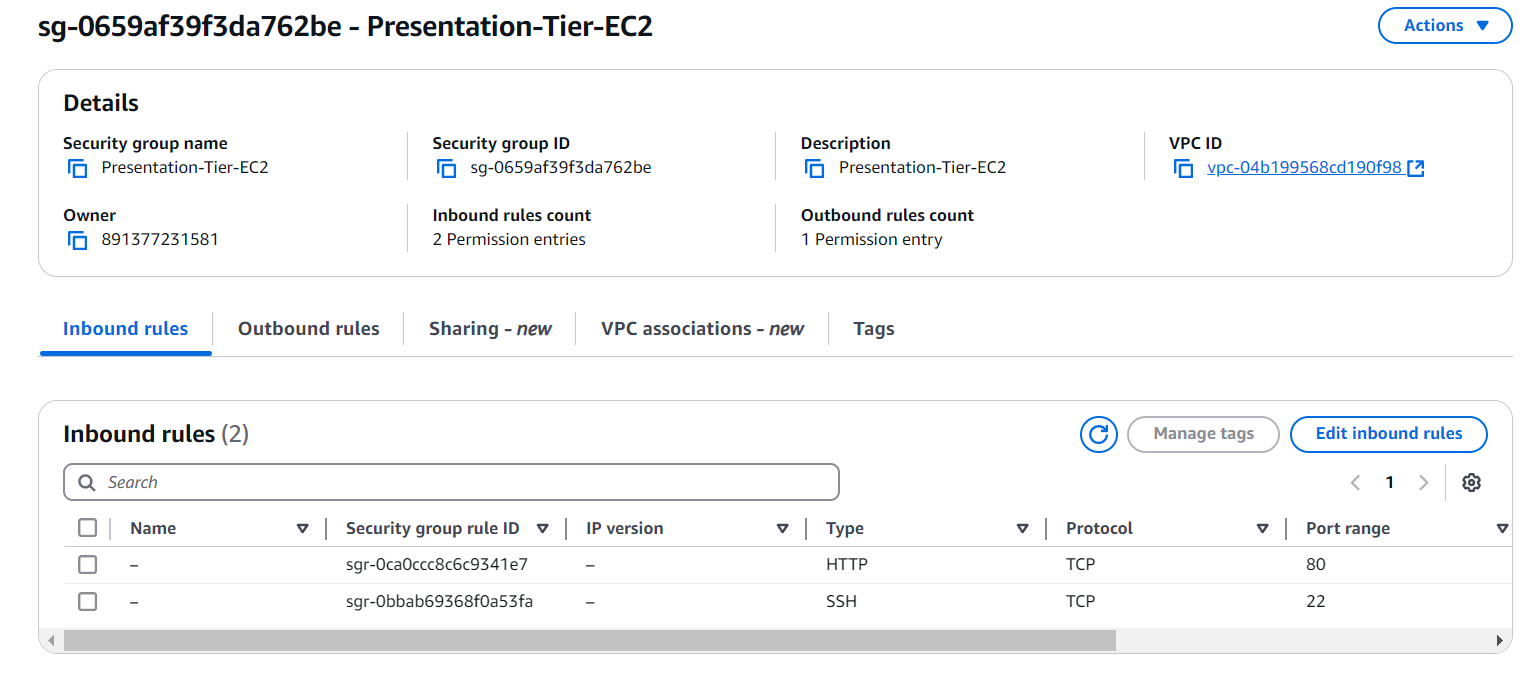 sg-0659af39f3da762be - Presentation-Tier-EC2
Actions
Details
Security group name
Presentation-Tier-EC2
Security group ID
sg-0659af39f3da762be
Description
Presentation-Tier-EC2
VPC ID
vpc-04b199568cd190f98
Owner
891377231581
Inbound rules count
2 Permission entries
Outbound rules count
1 Permission entry
Inbound rules
Outbound rules
Sharing - new
VPC associations - new
Tags
Inbound rules (2)
Manage tags
Edit inbound rules
Search
1
Name Security group rule ID IP version Type Protocol Port range
– sgr-0ca0ccc8c6c9341e7 – HTTP TCP 80
– sgr-0bbab69368f0a53fa – SSH TCP 22